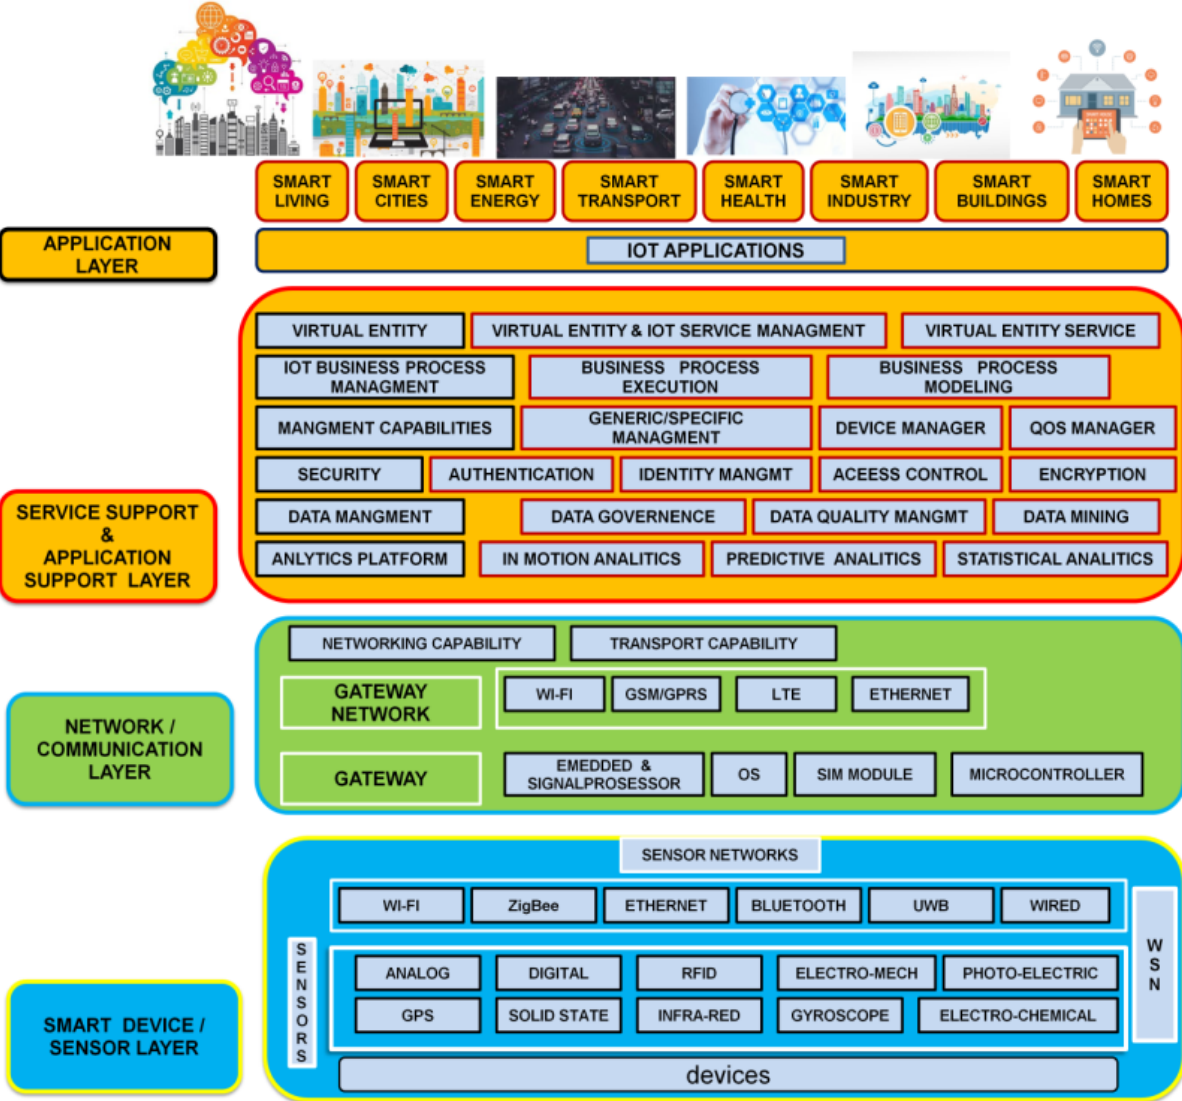 SMART
LIVING
SMART
CITIES
SMART
ENERGY
SMART
TRANSPORT
SMART
HEALTH
SMART
INDUSTRY
SMART
BUILDINGS
SMART
HOMES
APPLICATION
LAYER
IOT APPLICATIONS
VIRTUAL ENTITY
VIRTUAL ENTITY & IOT SERVICE MANAGMENT
VIRTUAL ENTITY SERVICE
IOT BUSINESS PROCESS
MANAGMENT
BUSINESS PROCESS
EXECUTION
BUSINESS PROCESS
MODELING
MANGMENT CAPABILITIES
GENERIC/SPECIFIC
MANAGMENT
DEVICE MANAGER
QOS MANAGER
SECURITY
AUTHENTICATION
IDENTITY MANGMT
ACEESS CONTROL
ENCRYPTION
SERVICE SUPPORT
&
APPLICATION
SUPPORT LAYER
DATA MANGMENT
DATA GOVERNENCE
DATA QUALITY MANGMT
DATA MINING
ANLYTICS PLATFORM
IN MOTION ANALITICS
PREDICTIVE ANALITICS
STATISTICAL ANALITICS
NETWORKING CAPABILITY
TRANSPORT CAPABILITY
GATEWAY
NETWORK
WI-FI
GSM/GPRS
LTE
ETHERNET
NETWORK /
COMMUNICATION
LAYER
GATEWAY
EMEDDED &
SIGNALPROSESSOR
OS
SIM MODULE
MICROCONTROLLER
SENSOR NETWORKS
WI-FI
ZigBee
ETHERNET
BLUETOOTH
UWB
WIRED
SENSORS
WSN
ANALOG
DIGITAL
RFID
ELECTRO-MECH
PHOTO-ELECTRIC
GPS
SOLID STATE
INFRA-RED
GYROSCOPE
ELECTRO-CHEMICAL
SMART DEVICE /
SENSOR LAYER
devices